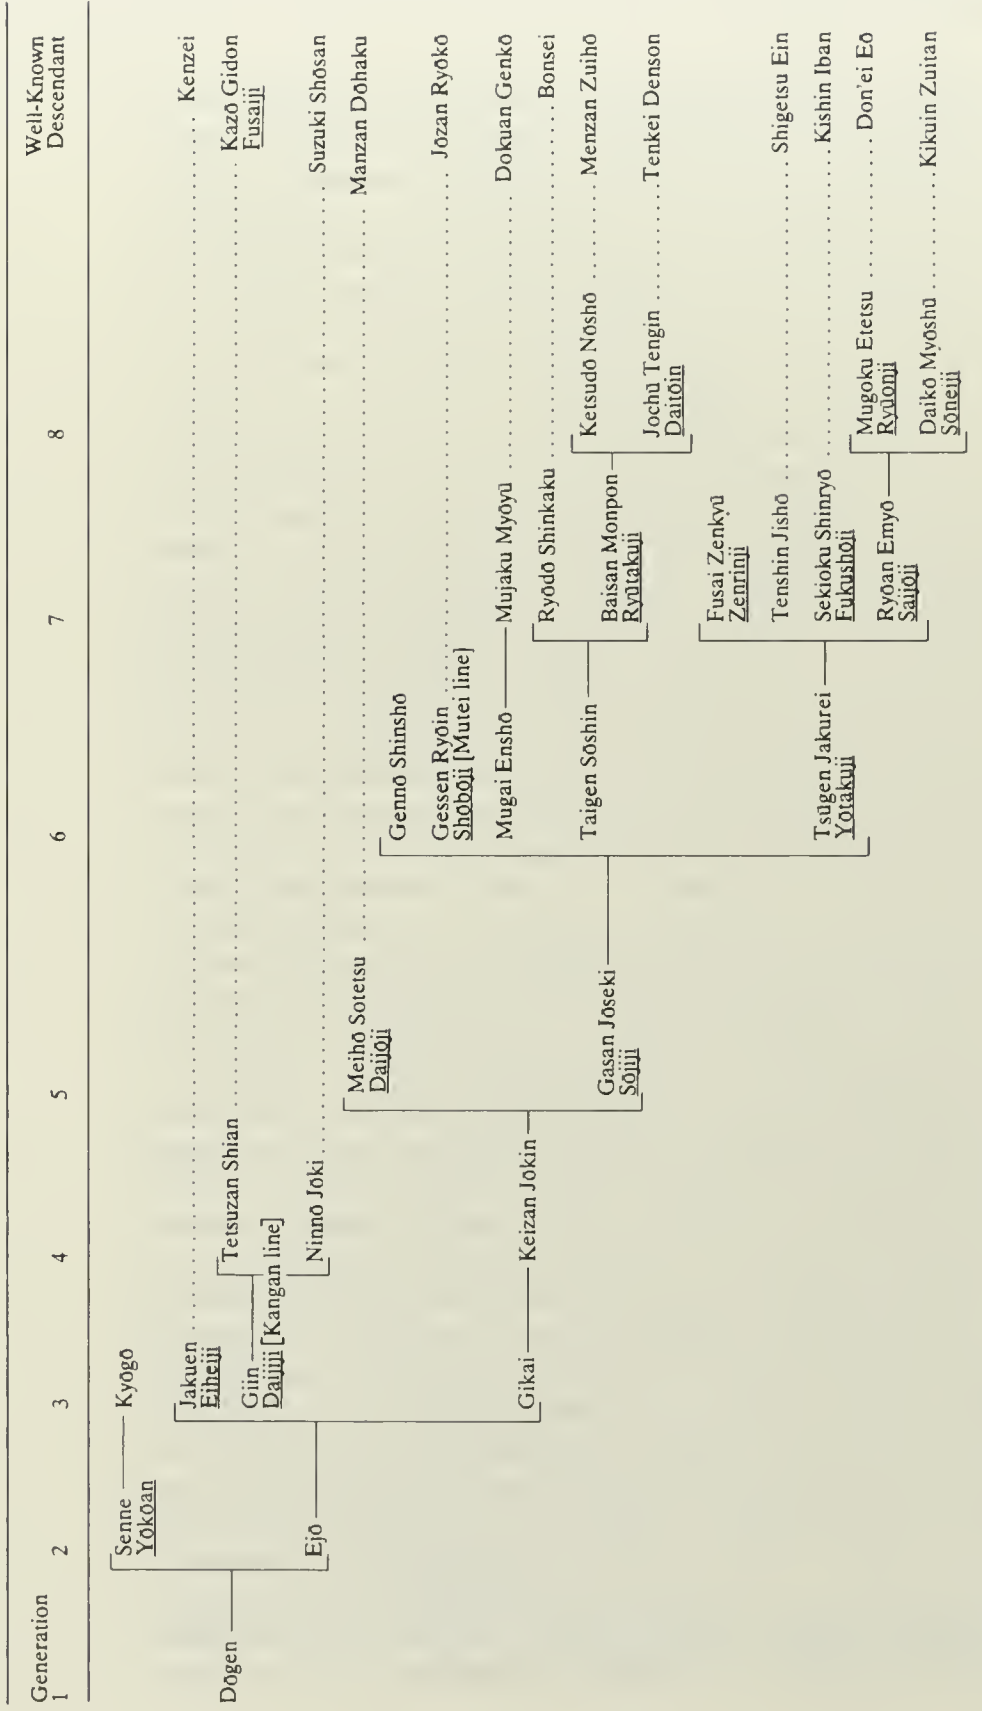 Generation
1 2 3 4 5 6 7 8 Well-Known
Descendant
Senne Kyōgō
Yōkōan
Jakuen Kenzei
Eiheiji
Dōgen Tetsuzan Shian Kazō Gidon
Fusaiji
Giin
Daijiji [Kangan line]
Ejō Ninnō Jōki Suzuki Shōsan
Meihō Sotetsu Manzan Dōhaku
Daijōji
Gennō Shinshō
Gessen Ryōin Jōzan Ryōkō
Shōbōji [Mutei line]
Mugai Enshō Mujaku Myōyū Dokuan Genkō
Gikai Keizan Jōkin
Ryōdō Shinkaku Bonsei
Taigen Sōshin Ketsudō Nōshō Menzan Zuihō
Gasan Jōseki Baisan Monpon
Sōjiji Ryūtakuji
Jochū Tengin Tenkei Denson
Daitōin
Fusai Zenkyū
Zenrinji
Tenshin Jishō Shigetsu Ein
Tsūgen Jakurei Sekioku Shinryō Kishin Iban
Yōtakuji Fukushōji
Mugoku Etetsu Don'ei Eō
Ryūonji
Ryōan Emyō
Saijōji
Daikō Myōshū Kikuin Zuitan
Sōneiji